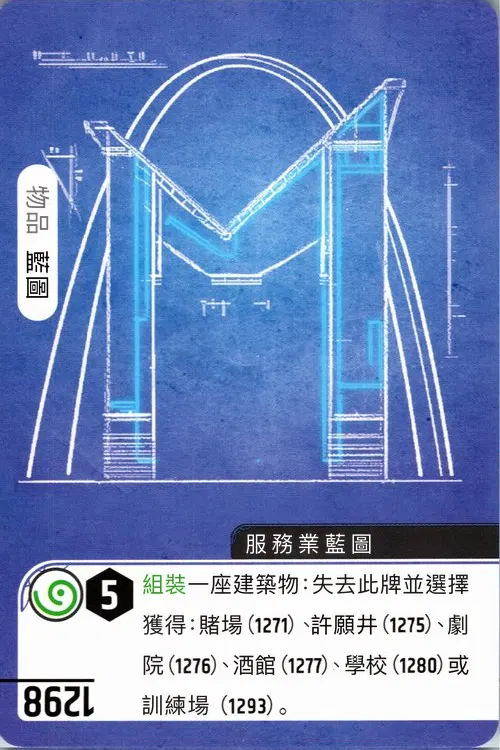 物品 藍圖
服務業藍圖
5
組裝一座建築物:失去此牌並選擇
獲得:賭場(1271)、許願井(1275)、劇
院(1276)、酒館(1277)、學校(1280)或
訓練場 (1293)。
1298